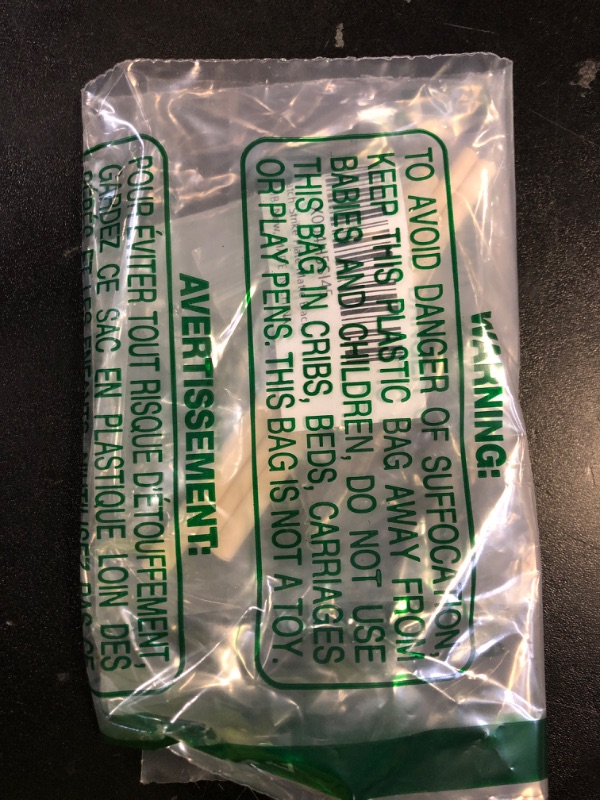 WARNING:
TO AVOID DANGER OF SUFFOCATION,
KEEP THIS PLASTIC BAG AWAY FROM
BABIES AND CHILDREN, DO NOT USE
THIS BAG IN CRIBS, BEDS, CARRIAGES
OR PLAY PENS. THIS BAG IS NOT A TOY.
AVERTISSEMENT:
POUR ÉVITER TOUT RISQUE D'ÉTOUFFEMENT,
GARDEZ CE SAC EN PLASTIQUE LOIN DES